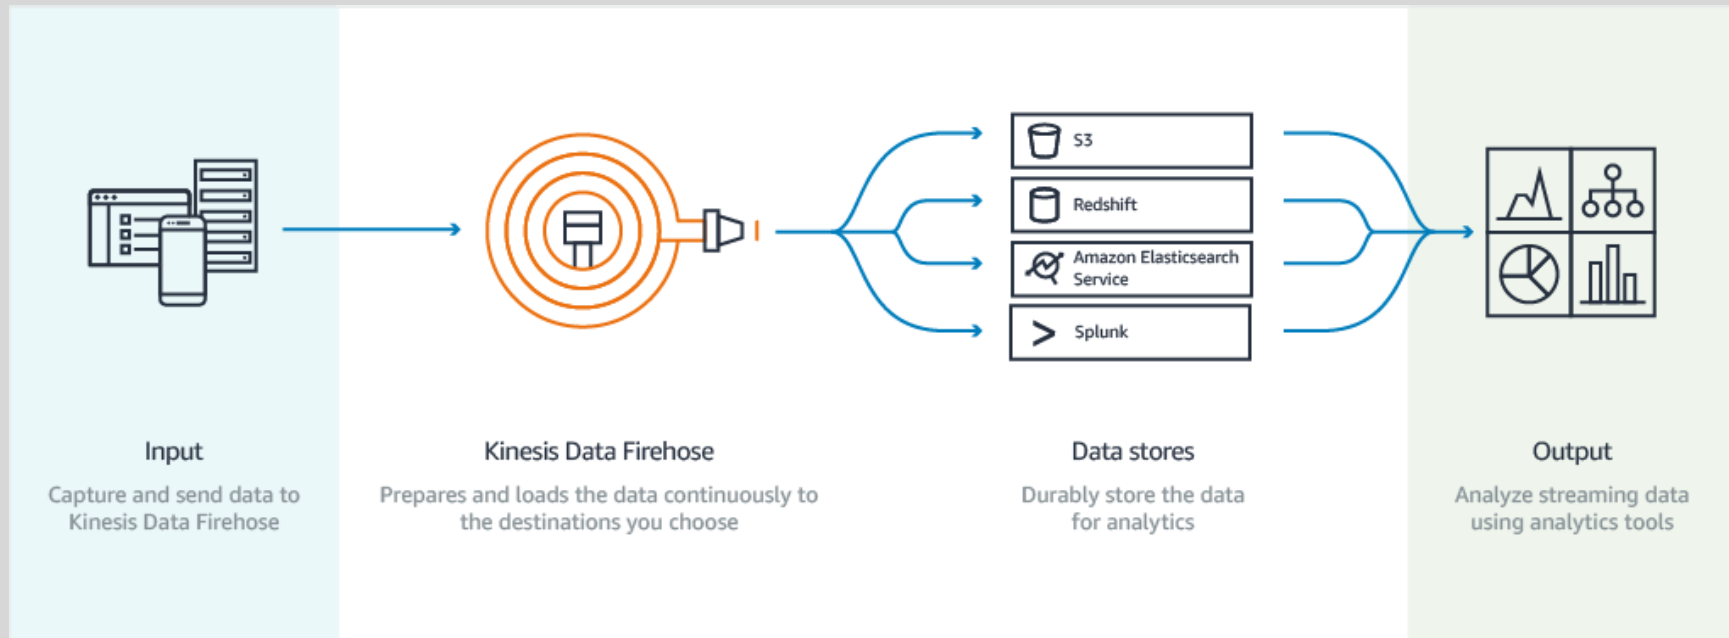 S3
Redshift
Amazon Elasticsearch
Service
Splunk
Input
Capture and send data to
Kinesis Data Firehose
Kinesis Data Firehose
Prepares and loads the data continuously to
the destinations you choose
Data stores
Durably store the data
for analytics
Output
Analyze streaming data
using analytics tools